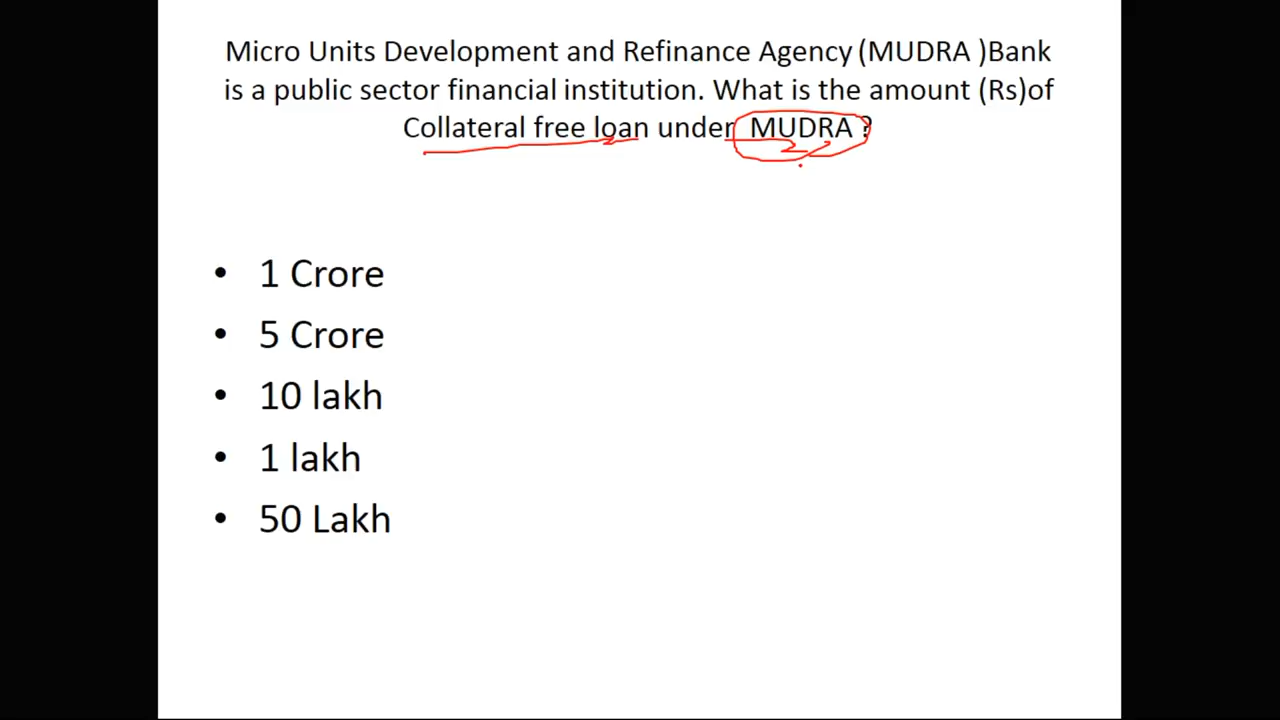 Micro Units Development and Refinance Agency (MUDRA )Bank
is a public sector financial institution. What is the amount (Rs)of
Collateral free loan under MUDRA ?
• 1 Crore
• 5 Crore
• 10 lakh
• 1 lakh
• 50 Lakh